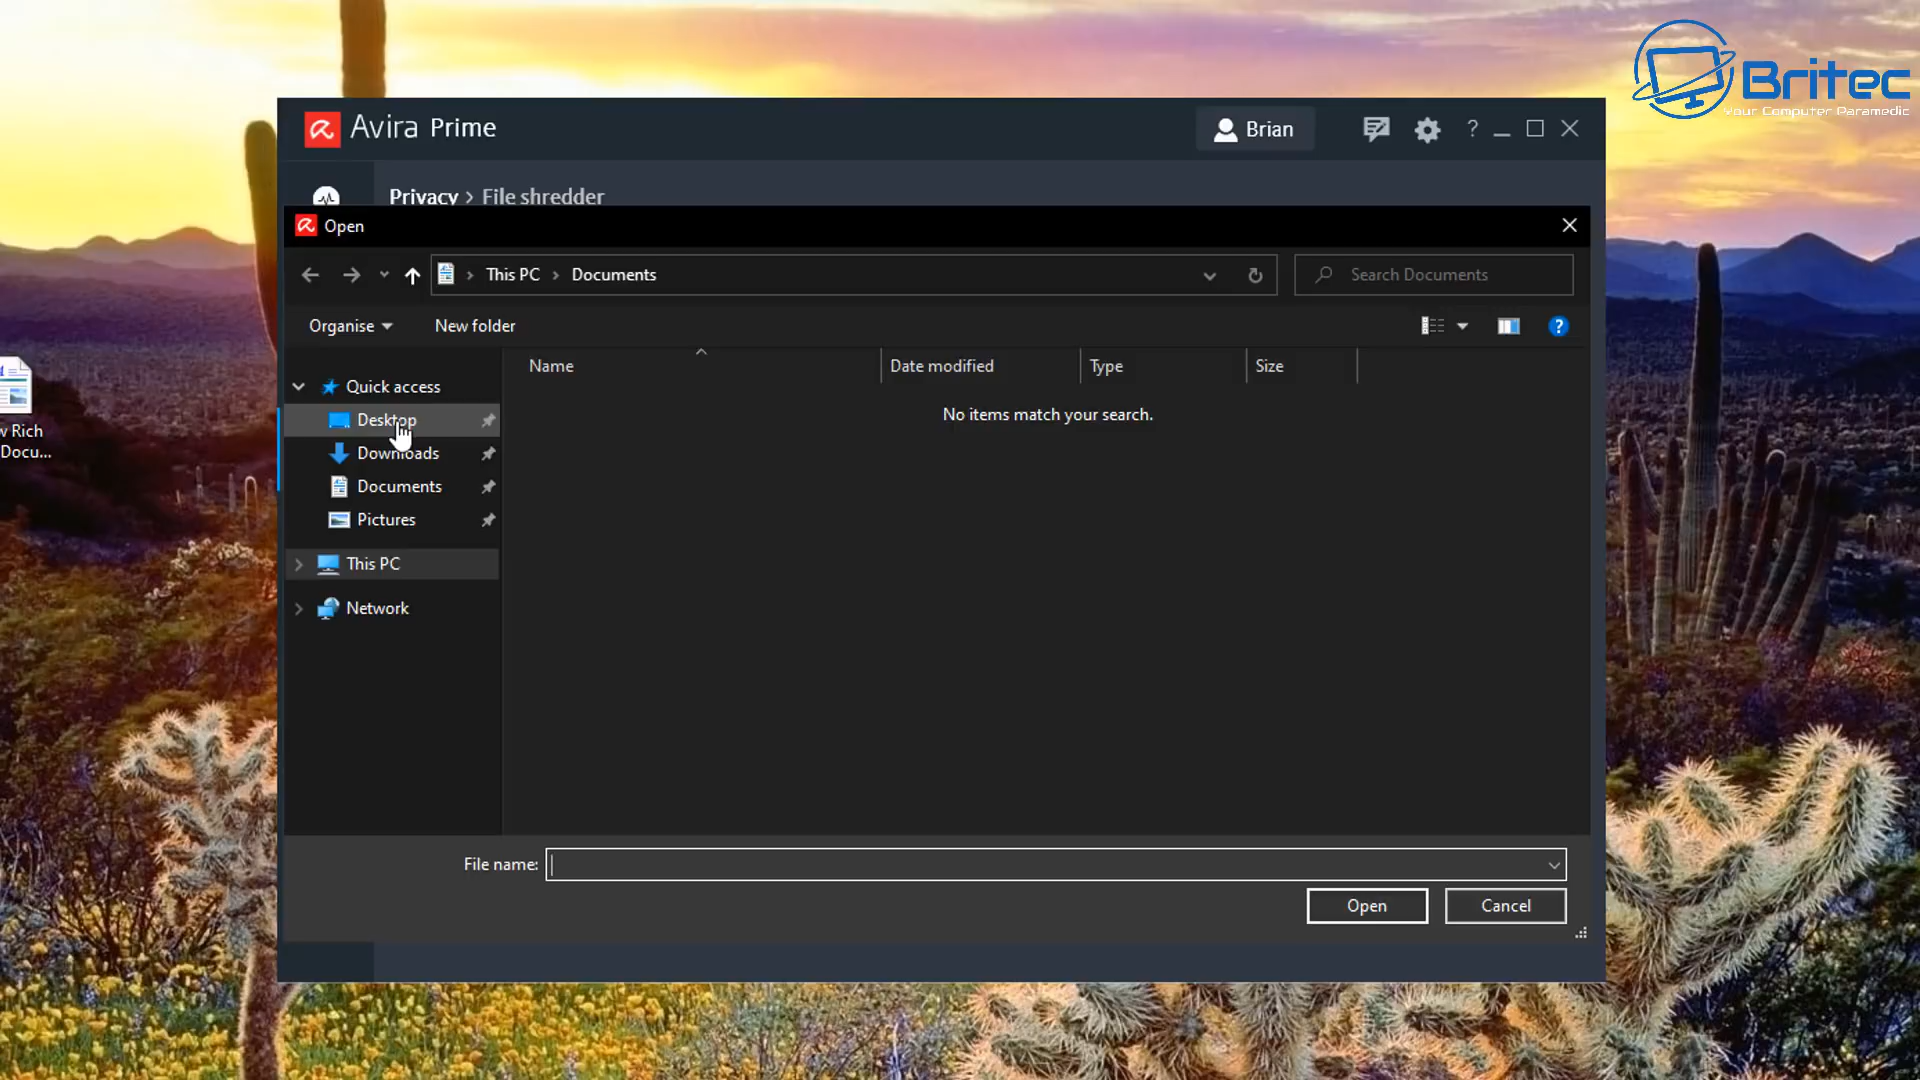 Britec
Your Computer Paramedic
Avira Prime
Brian
?
Privacy > File shredder
Open
This PC > Documents
Search Documents
Organise
New folder
?
Name
Date modified
Type
Size
Quick access
No items match your search.
Desktop
Downloads
Documents
Pictures
This PC
Network
w Rich
Docu...
File name:
Open
Cancel